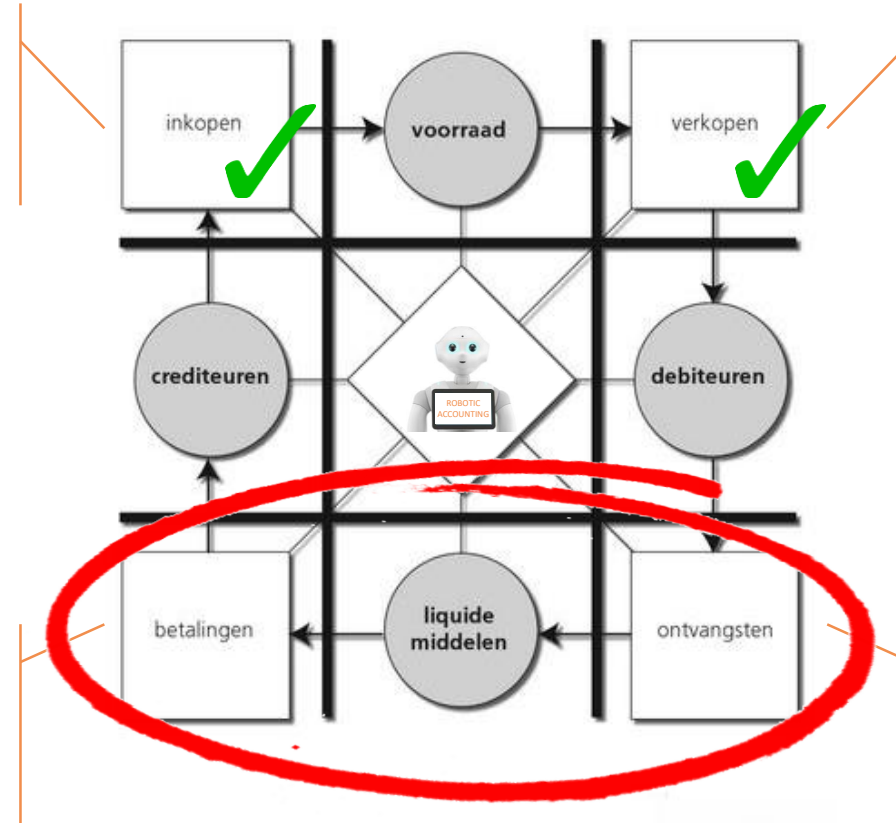 inkopen
voorraad
verkopen
crediteuren
ROBOTIC
ACCOUNTING
debiteuren
betalingen
liquide
middelen
ontvangsten